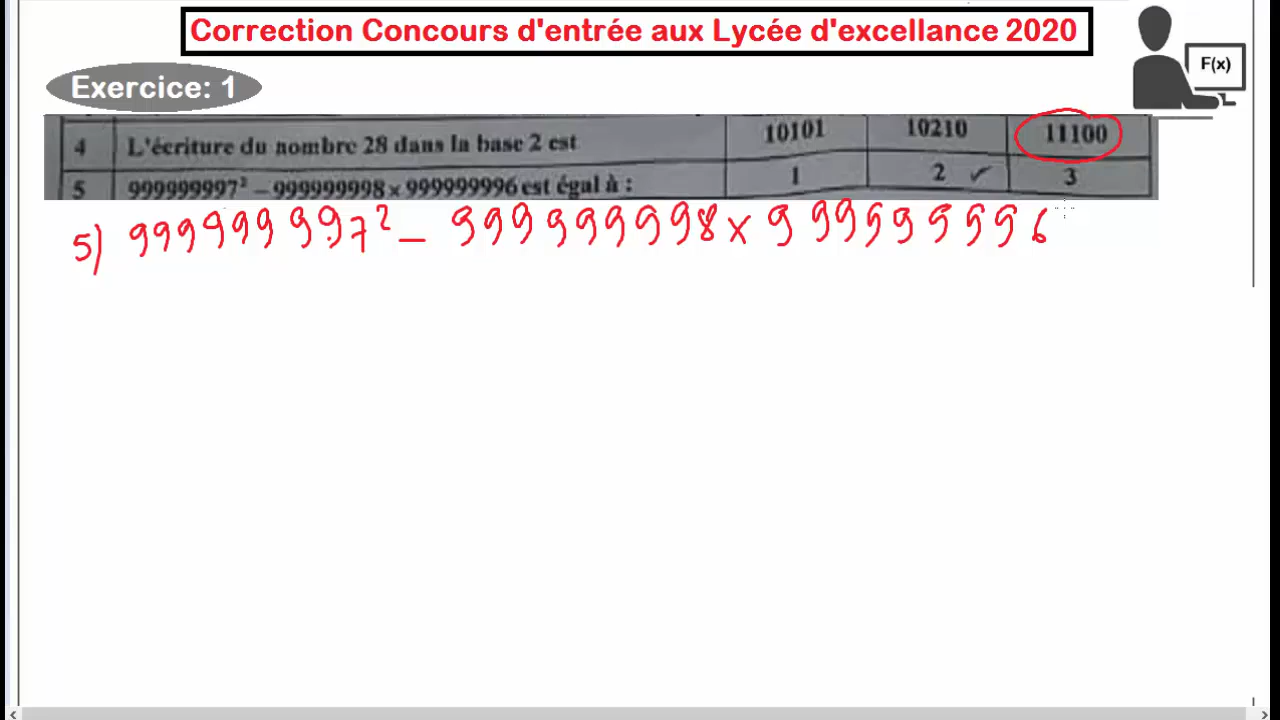 Correction Concours d'entrée aux Lycée d'excellance 2020
F(x)
Exercice: 1
4 L'écriture du nombre 28 dans la base 2 est 10101 10210 11100
5 999999997² – 999999998 × 999999996 est égal à : 1 2 ✓ 3
5) 999999997² – 999999998 × 999999996